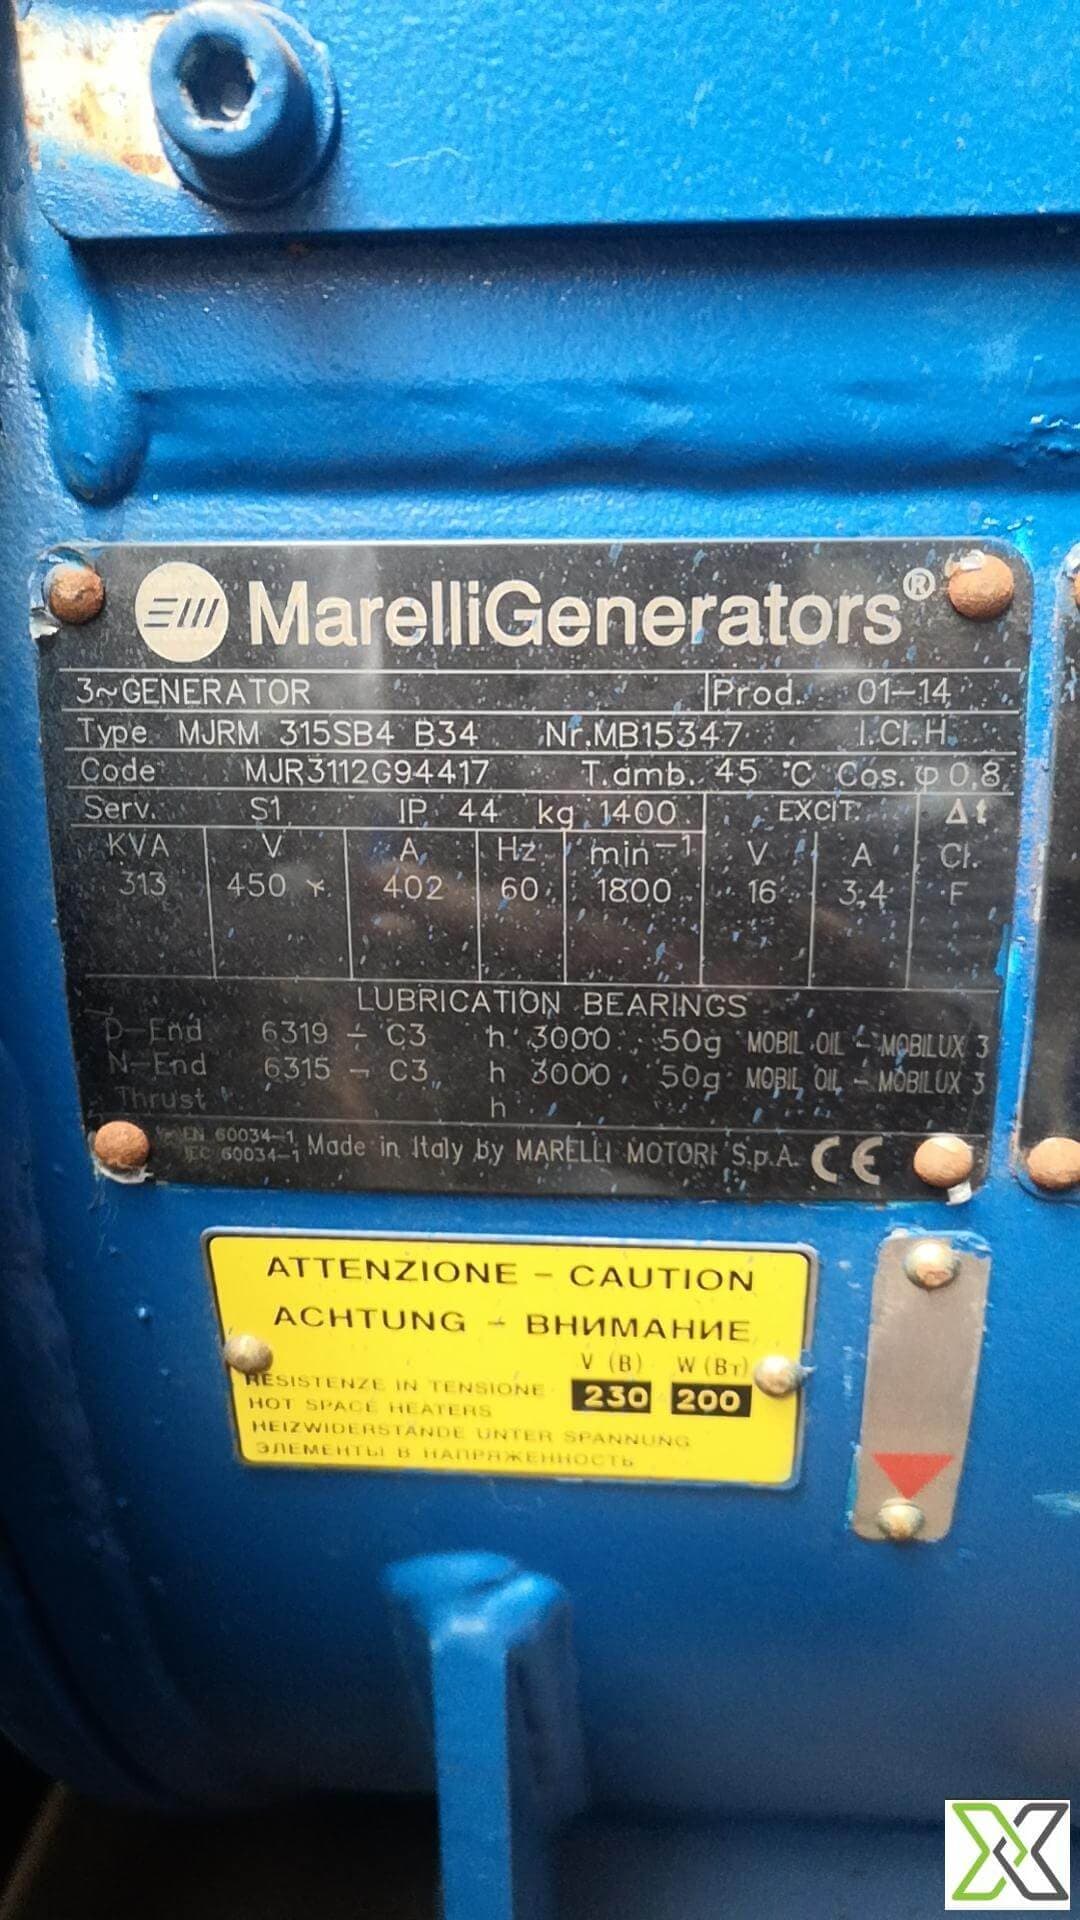 MarelliGenerators®
3~GENERATOR Prod. 01-14
Type MJRM 315SB4 B34 Nr.MB15347 I.Cl.H
Code MJR3112G94417 T.amb. 45 °C Cos.φ 0,8
Serv. S1 IP 44 kg 1400 EXCIT. Δt
KVA V A Hz min⁻¹ V A Cl.
313 450 Y 402 60 1800 16 3,4 F
LUBRICATION BEARINGS
D-End 6319 - C3 h 3000 50g MOBIL OIL - MOBILUX 3
N-End 6315 - C3 h 3000 50g MOBIL OIL - MOBILUX 3
Thrust h
EN 60034-1
IEC 60034-1 Made in Italy by MARELLI MOTORI S.p.A. CE
ATTENZIONE - CAUTION
ACHTUNG - ВНИМАНИЕ
V (В) W (Вт)
RESISTENZE IN TENSIONE 230 200
HOT SPACE HEATERS
HEIZWIDERSTÄNDE UNTER SPANNUNG
ЭЛЕМЕНТЫ В НАПРЯЖЕННОСТЬ